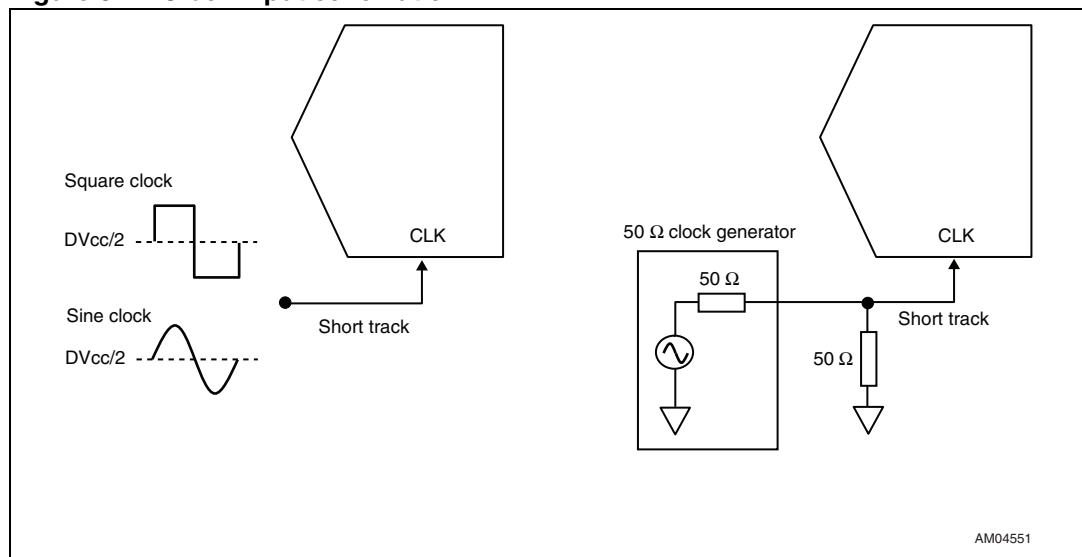 Square clock
DVcc/2
Sine clock
DVcc/2
CLK
Short track
50 Ω clock generator
50 Ω
CLK
Short track
50 Ω
AM04551